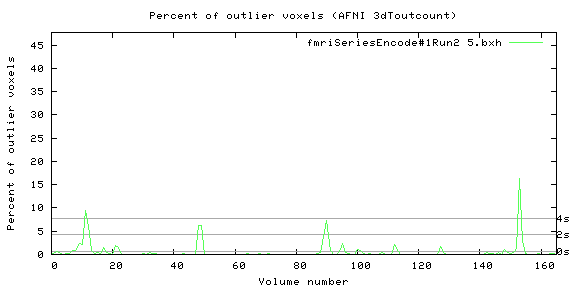 Percent of outlier voxels (AFNI 3dToutcount)
fmriSeriesEncode#1Run2 5.bxh
Percent of outlier voxels
45
40
35
30
25
20
15
10
5
0
4s
2s
0s
0 20 40 60 80 100 120 140 160
Volume number